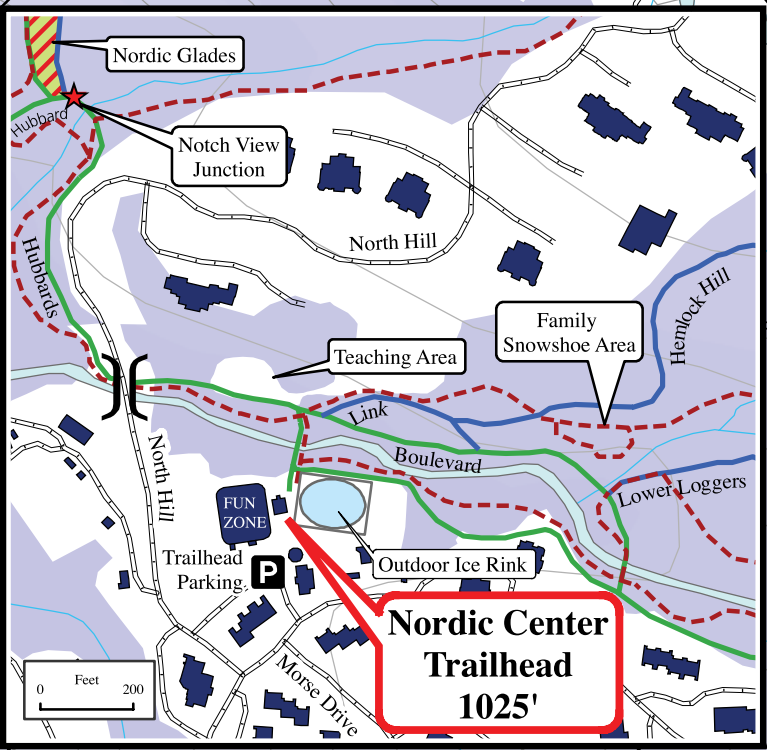 Nordic Glades
Hubbard
Notch View
Junction
North Hill
Hubbards
Hemlock Hill
Family
Snowshoe Area
Teaching Area
Link
Boulevard
North Hill
Lower Loggers
FUN
ZONE
Outdoor Ice Rink
Trailhead
Parking
P
Nordic Center
Trailhead
1025'
Morse Drive
Feet
0 200